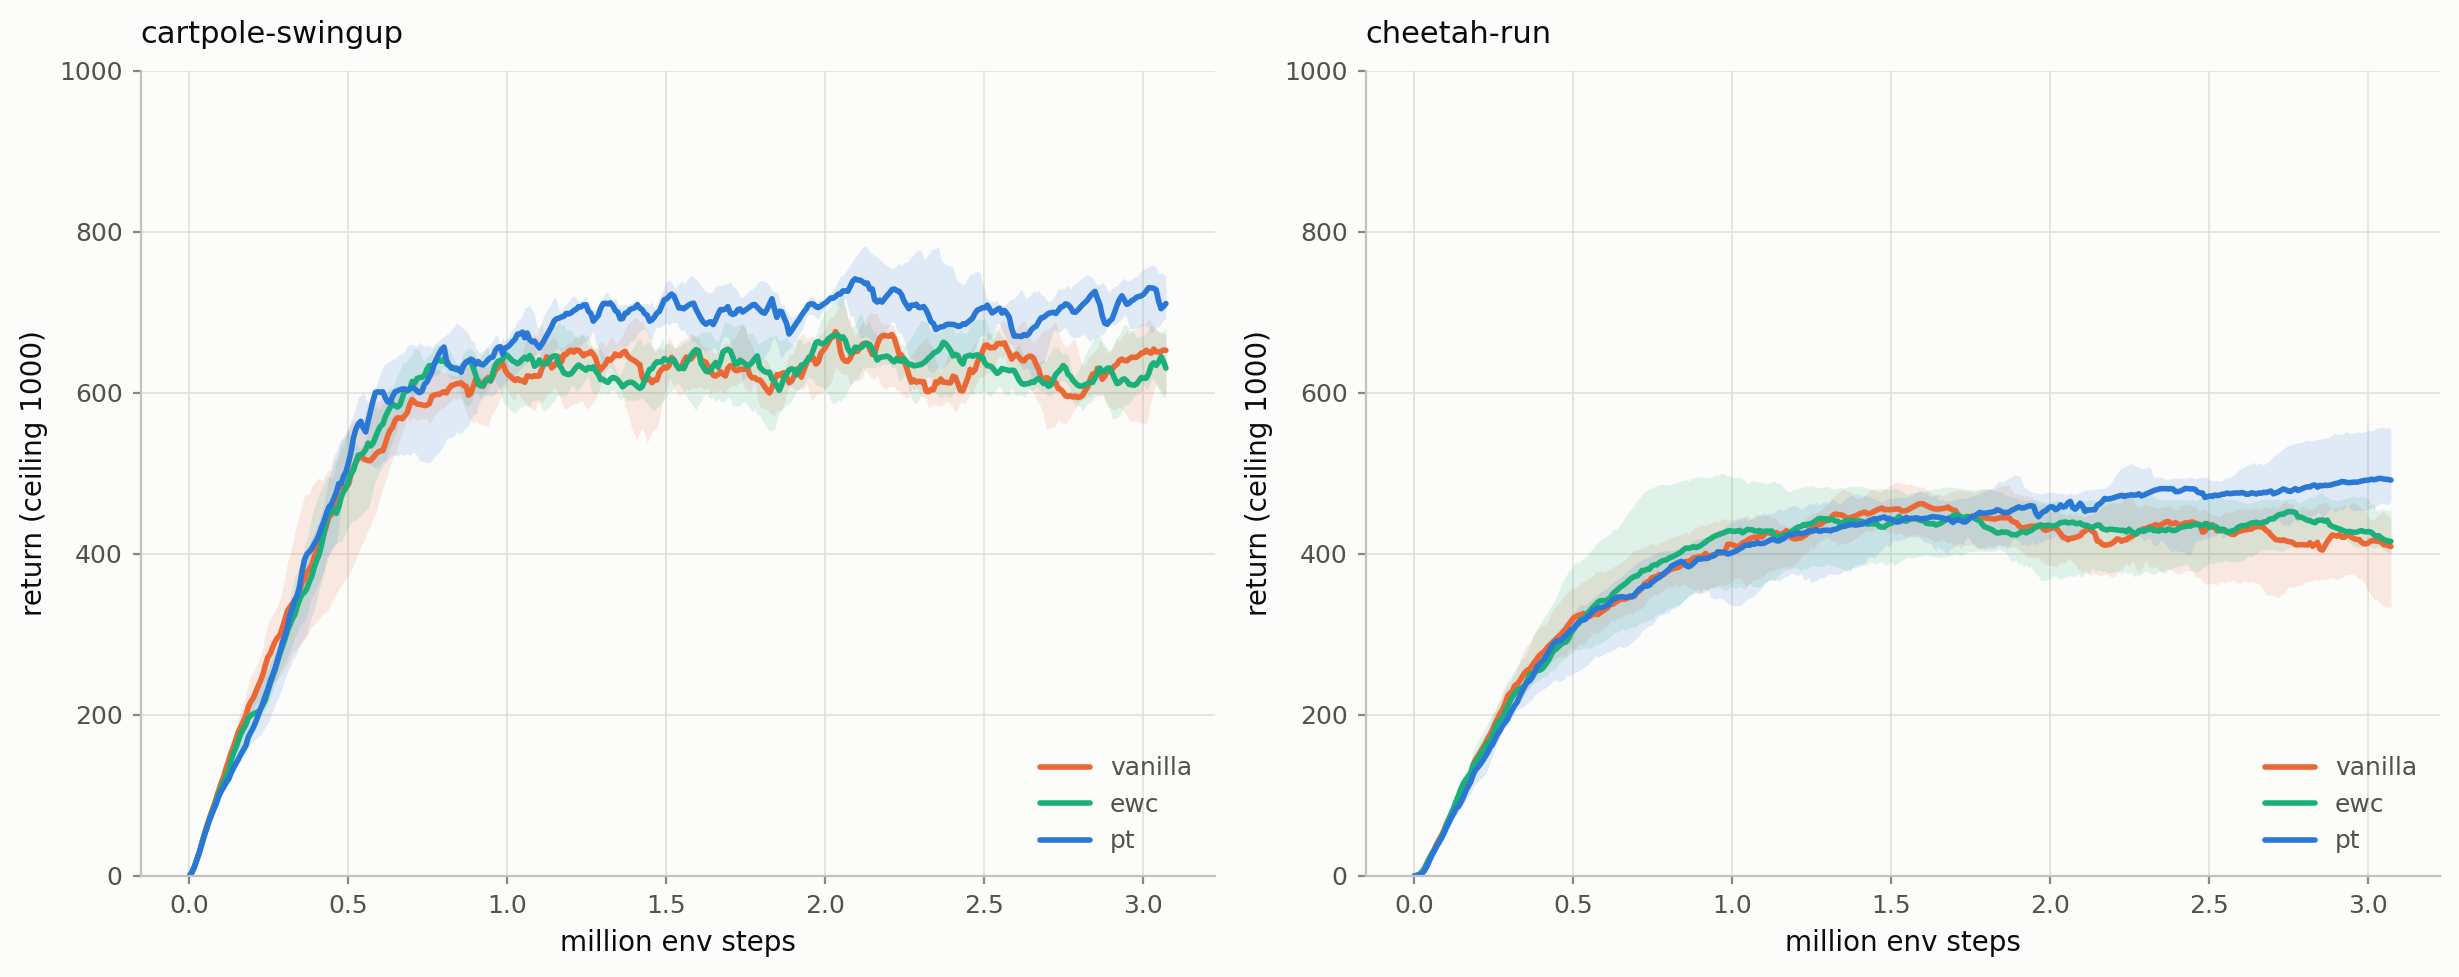 cartpole-swingup
return (ceiling 1000)
1000
800
600
400
200
0
0.0 0.5 1.0 1.5 2.0 2.5 3.0
million env steps
vanilla
ewc
pt
cheetah-run
return (ceiling 1000)
1000
800
600
400
200
0
0.0 0.5 1.0 1.5 2.0 2.5 3.0
million env steps
vanilla
ewc
pt